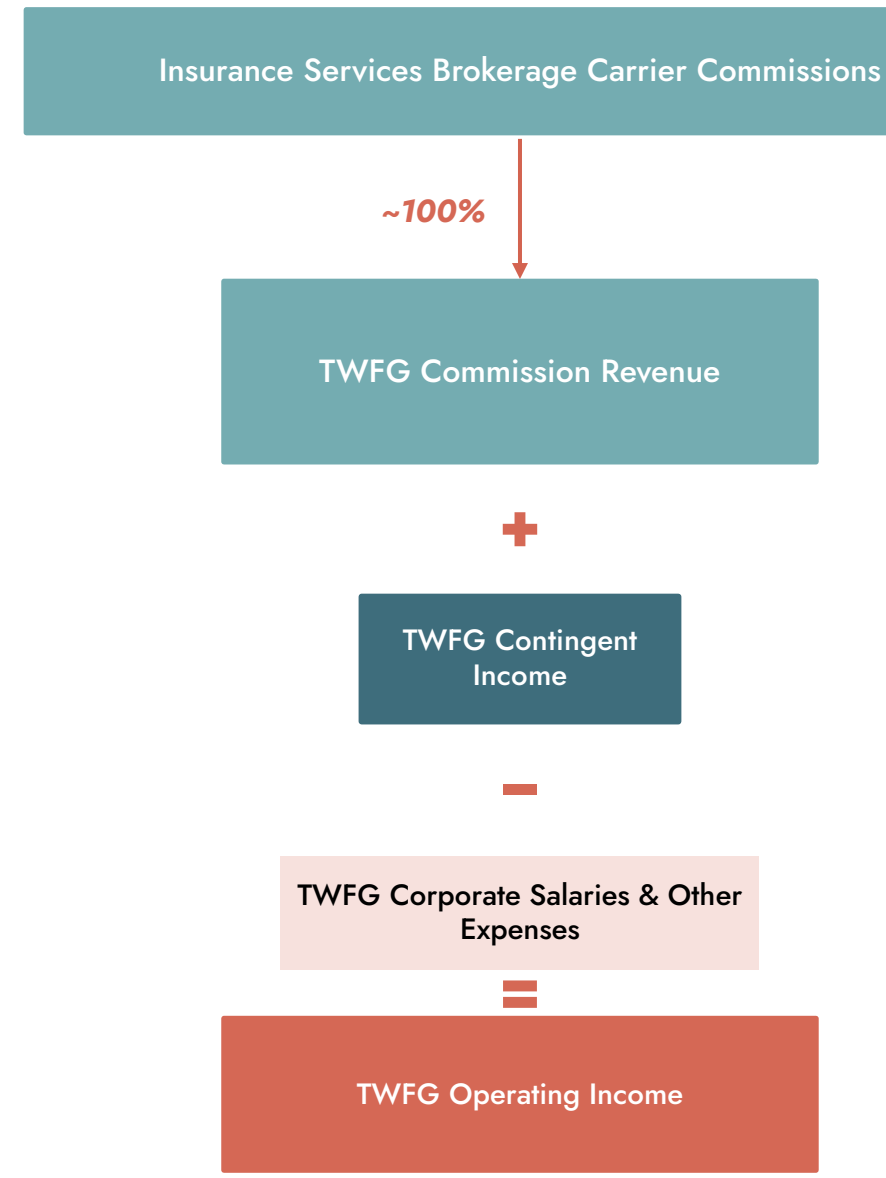 Insurance Services Brokerage Carrier Commissions
~100%
TWFG Commission Revenue
+
TWFG Contingent
Income
-
TWFG Corporate Salaries & Other
Expenses
=
TWFG Operating Income